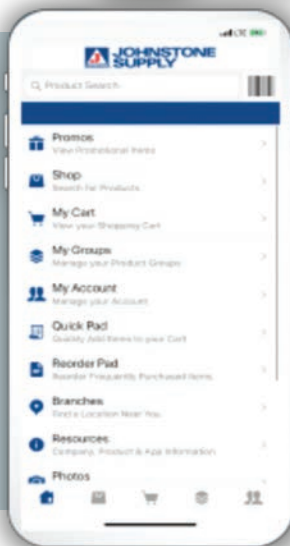 LTE
JOHNSTONE
SUPPLY
Product Search
Promos
View Promotional Items
Shop
Search for Products
My Cart
View your Shopping Cart
My Groups
Manage your Product Groups
My Account
Manage your Account
Quick Pad
Quickly Add Items to your Cart
Reorder Pad
Reorder Frequently Purchased Items
Branches
Find a Location Near You
Resources
Company, Product & App Information
Photos